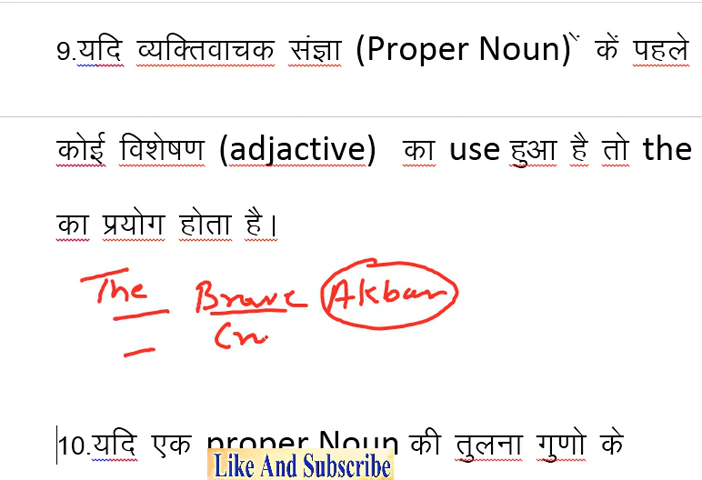 9.यदि व्यक्तिवाचक संज्ञा (Proper Noun)ें कें पहले
कोई विशेषण (adjactive) का use हुआ है तो the
का प्रयोग होता है।
The Brave Akbar
10.यदि एक proper Noun की तुलना गुणो के
Like And Subscribe